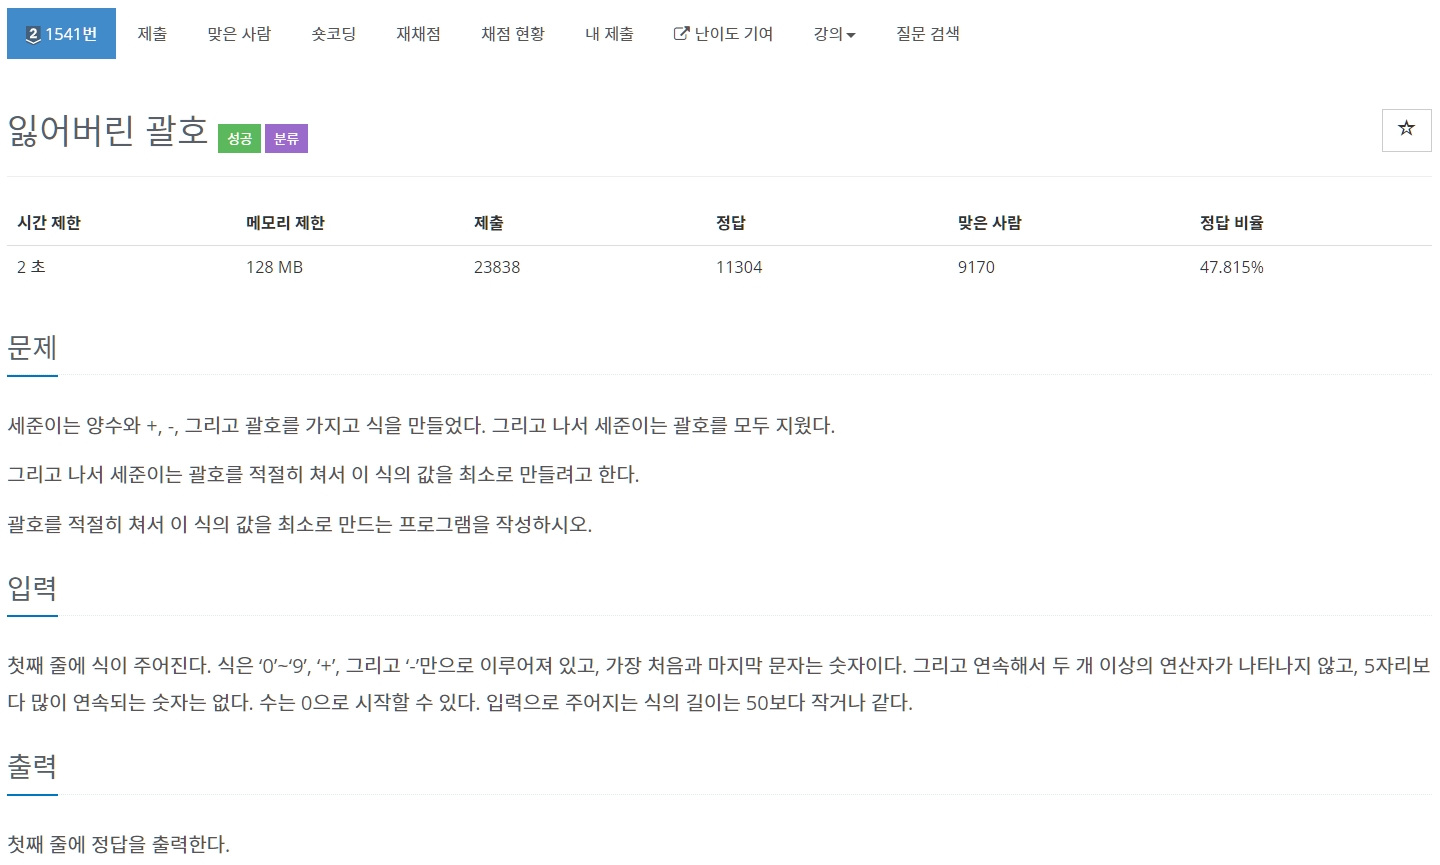 2 1541번 제출 맞은 사람 숏코딩 재채점 채점 현황 내 제출 난이도 기여 강의 질문 검색
잃어버린 괄호 성공 분류
시간 제한 메모리 제한 제출 정답 맞은 사람 정답 비율
2 초 128 MB 23838 11304 9170 47.815%
문제
세준이는 양수와 +, -, 그리고 괄호를 가지고 식을 만들었다. 그리고 나서 세준이는 괄호를 모두 지웠다.
그리고 나서 세준이는 괄호를 적절히 쳐서 이 식의 값을 최소로 만들려고 한다.
괄호를 적절히 쳐서 이 식의 값을 최소로 만드는 프로그램을 작성하시오.
입력
첫째 줄에 식이 주어진다. 식은 ‘0’~‘9’, ‘+’, 그리고 ‘-’만으로 이루어져 있고, 가장 처음과 마지막 문자는 숫자이다. 그리고 연속해서 두 개 이상의 연산자가 나타나지 않고, 5자리보
다 많이 연속되는 숫자는 없다. 수는 0으로 시작할 수 있다. 입력으로 주어지는 식의 길이는 50보다 작거나 같다.
출력
첫째 줄에 정답을 출력한다.